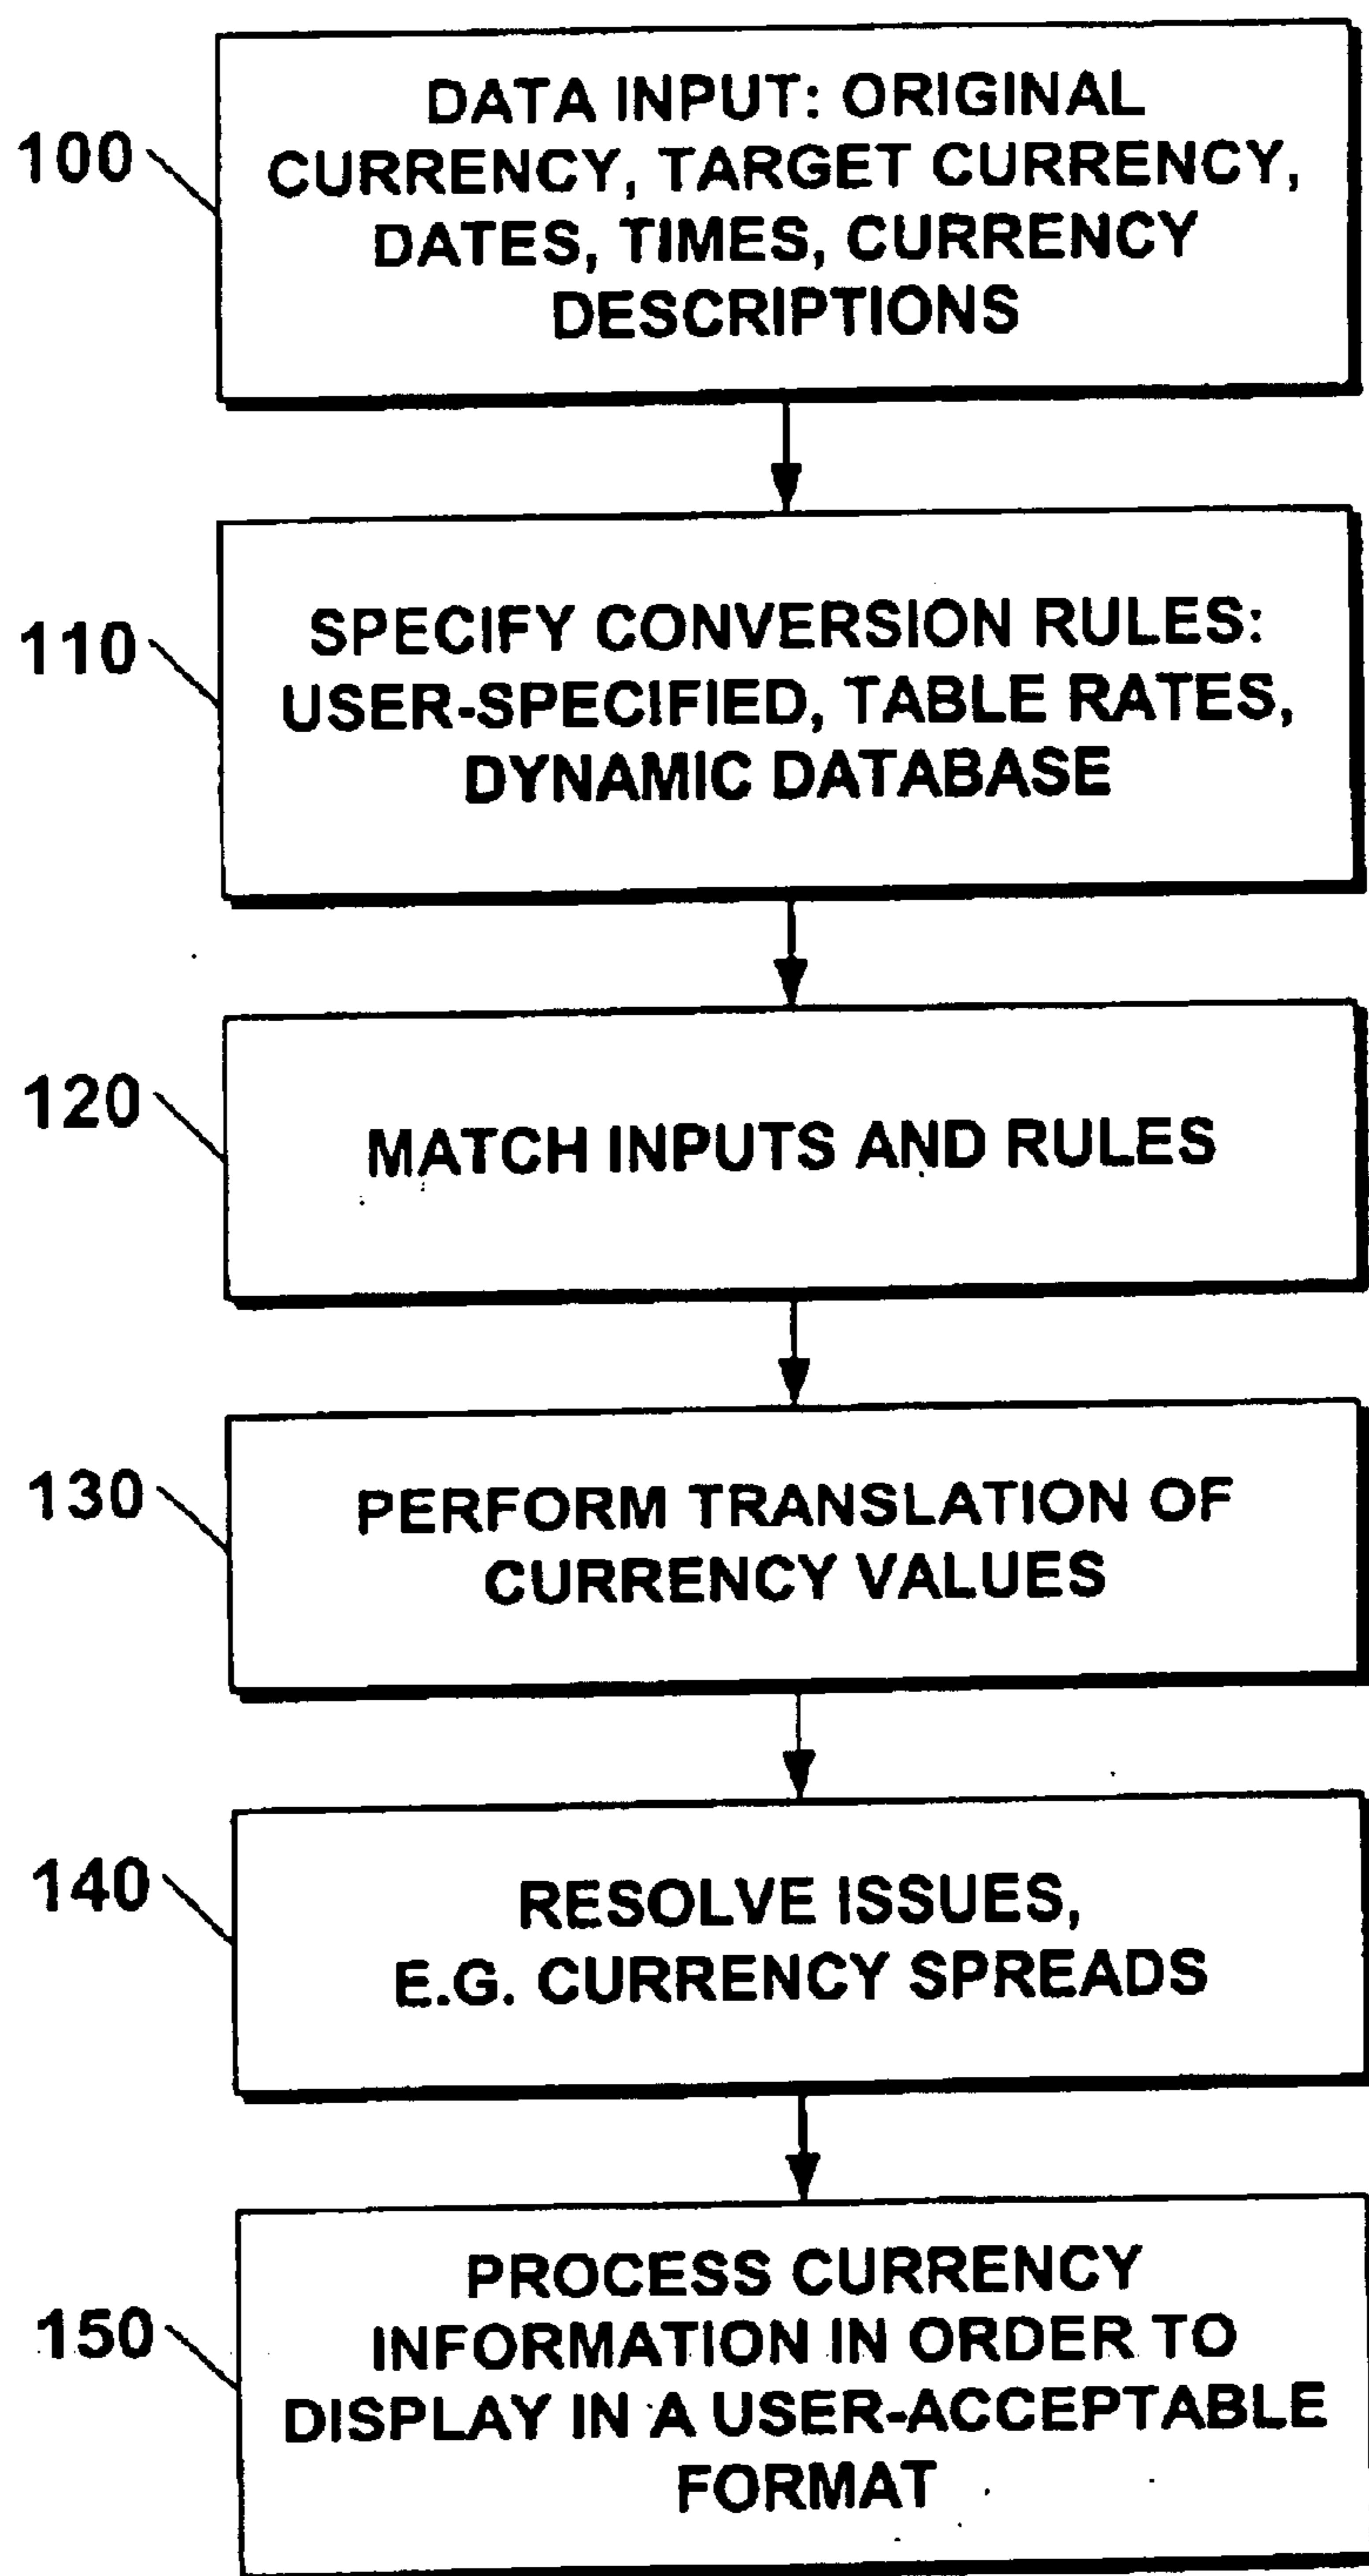 100
DATA INPUT: ORIGINAL
CURRENCY, TARGET CURRENCY,
DATES, TIMES, CURRENCY
DESCRIPTIONS
110
SPECIFY CONVERSION RULES:
USER-SPECIFIED, TABLE RATES,
DYNAMIC DATABASE
120
MATCH INPUTS AND RULES
130
PERFORM TRANSLATION OF
CURRENCY VALUES
140
RESOLVE ISSUES,
E.G. CURRENCY SPREADS
150
PROCESS CURRENCY
INFORMATION IN ORDER TO
DISPLAY IN A USER-ACCEPTABLE
FORMAT